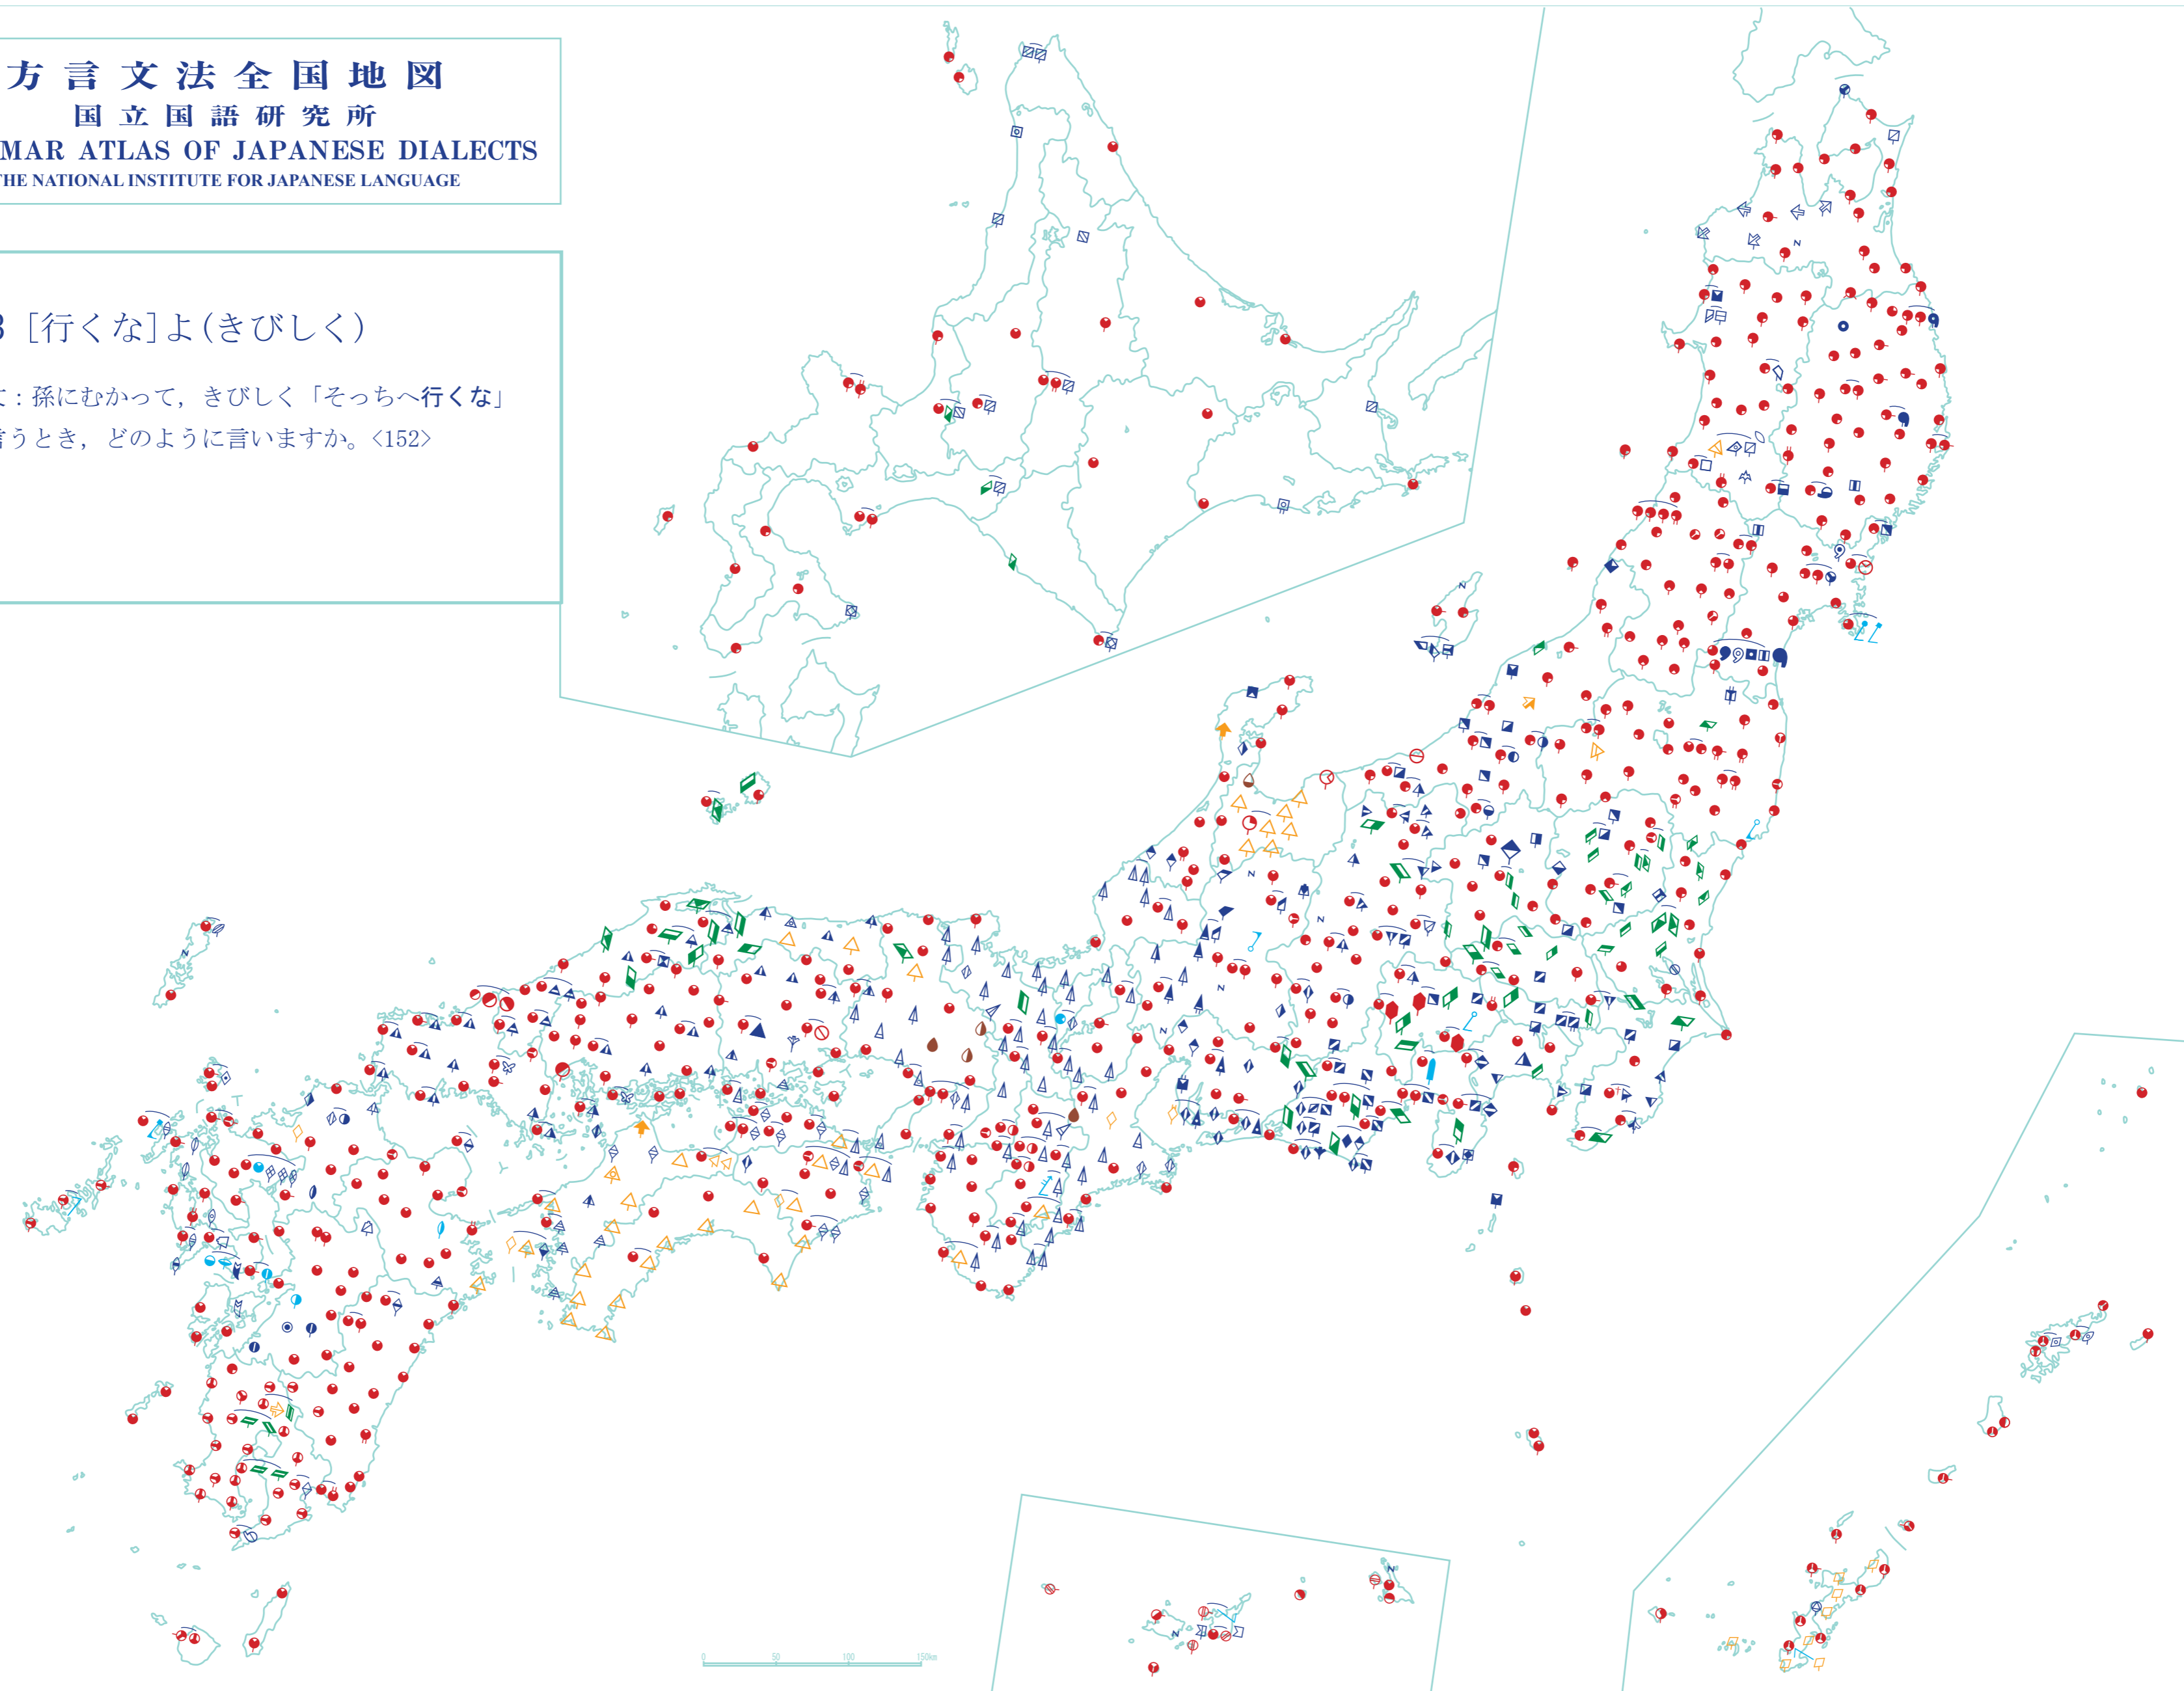 方言文法全国地図
国立国語研究所
MAR ATLAS OF JAPANESE DIALECTS
THE NATIONAL INSTITUTE FOR JAPANESE LANGUAGE
3 [行くな]よ(きびしく)
:孫にむかって,きびしく「そっちへ行くな」
言うとき,どのように言いますか。<152>
0 50 100 150km